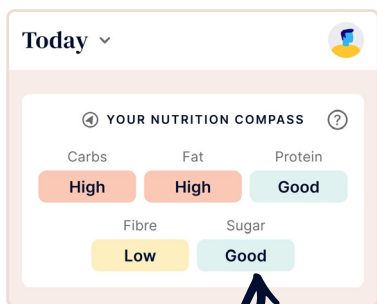 Today
YOUR NUTRITION COMPASS ?
Carbs Fat Protein
High High Good
Fibre Sugar
Low Good